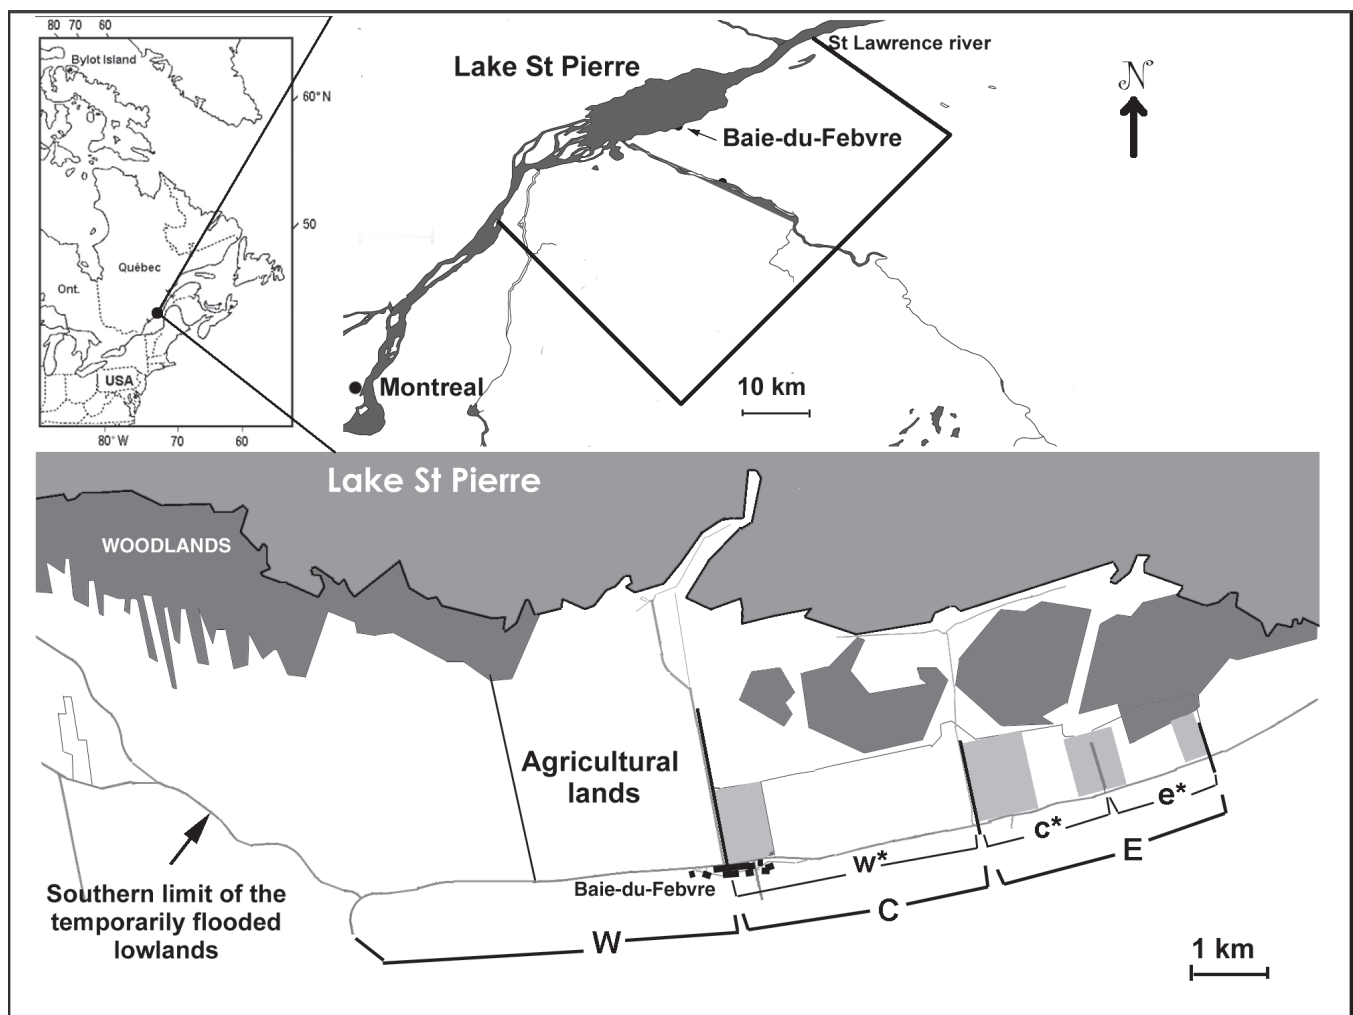 80 70 60
Bylot Island
60°N
50
Québec
Ont.
USA
80°W 70 60
St Lawrence river
Lake St Pierre
Baie-du-Febvre
N
Montreal
10 km
Lake St Pierre
WOODLANDS
Agricultural
lands
Southern limit of the
temporarily flooded
lowlands
Baie-du-Febvre
e*
c*
w*
E
C
W
1 km